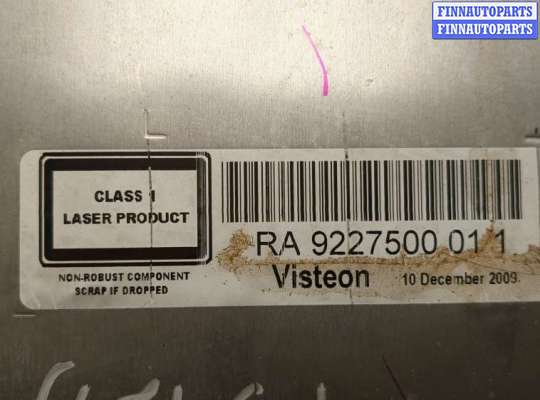 FINNAUTOPARTS
FINNAUTOPARTS
CLASS 1
LASER PRODUCT
NON-ROBUST COMPONENT
SCRAP IF DROPPED
RA 9227500 01 1
Visteon
10 December 2009